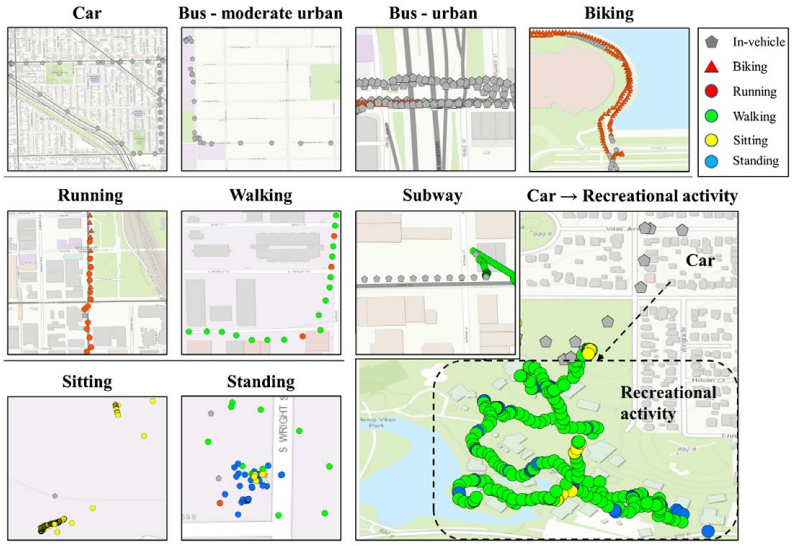 Car
Bus - moderate urban
Bus - urban
Biking
In-vehicle
Biking
Running
Walking
Sitting
Standing
Running
Walking
Subway
Car → Recreational activity
Car
Recreational
activity
Sitting
Standing
S WRIGHT S